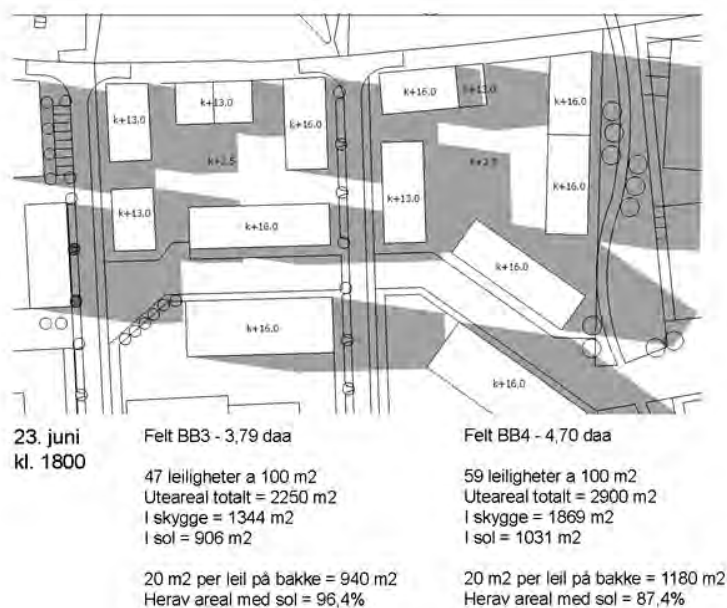 k+13.0
k+13.0
k+16.0
k+16.0
k+13.0
k+16.0
k+2.5
k+2.5
k+16.0
k+13.0
k+13.0
k+16.0
k+16.0
k+16.0
k+16.0
23. juni
kl. 1800
Felt BB3 - 3,79 daa
47 leiligheter a 100 m2
Uteareal totalt = 2250 m2
I skygge = 1344 m2
I sol = 906 m2
20 m2 per leil på bakke = 940 m2
Herav areal med sol = 96,4%
Felt BB4 - 4,70 daa
59 leiligheter a 100 m2
Uteareal totalt = 2900 m2
I skygge = 1869 m2
I sol = 1031 m2
20 m2 per leil på bakke = 1180 m2
Herav areal med sol = 87,4%